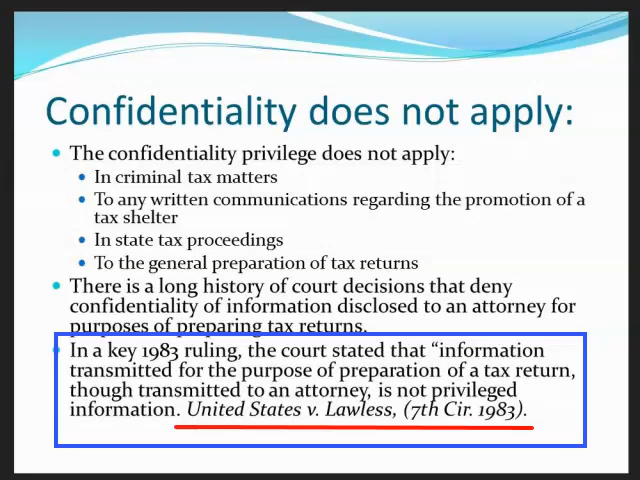 Confidentiality does not apply:
• The confidentiality privilege does not apply:
• In criminal tax matters
• To any written communications regarding the promotion of a
tax shelter
• In state tax proceedings
• To the general preparation of tax returns
• There is a long history of court decisions that deny
confidentiality of information disclosed to an attorney for
purposes of preparing tax returns.
• In a key 1983 ruling, the court stated that “information
transmitted for the purpose of preparation of a tax return,
though transmitted to an attorney, is not privileged
information. United States v. Lawless, (7th Cir. 1983).